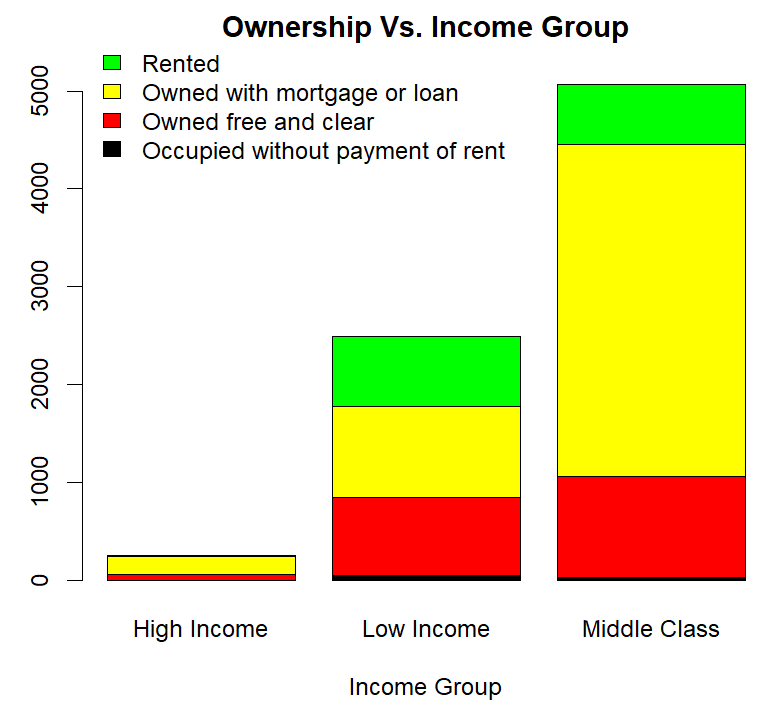 Ownership Vs. Income Group
Rented
Owned with mortgage or loan
Owned free and clear
Occupied without payment of rent
5000
4000
3000
2000
1000
0
High Income
Low Income
Middle Class
Income Group